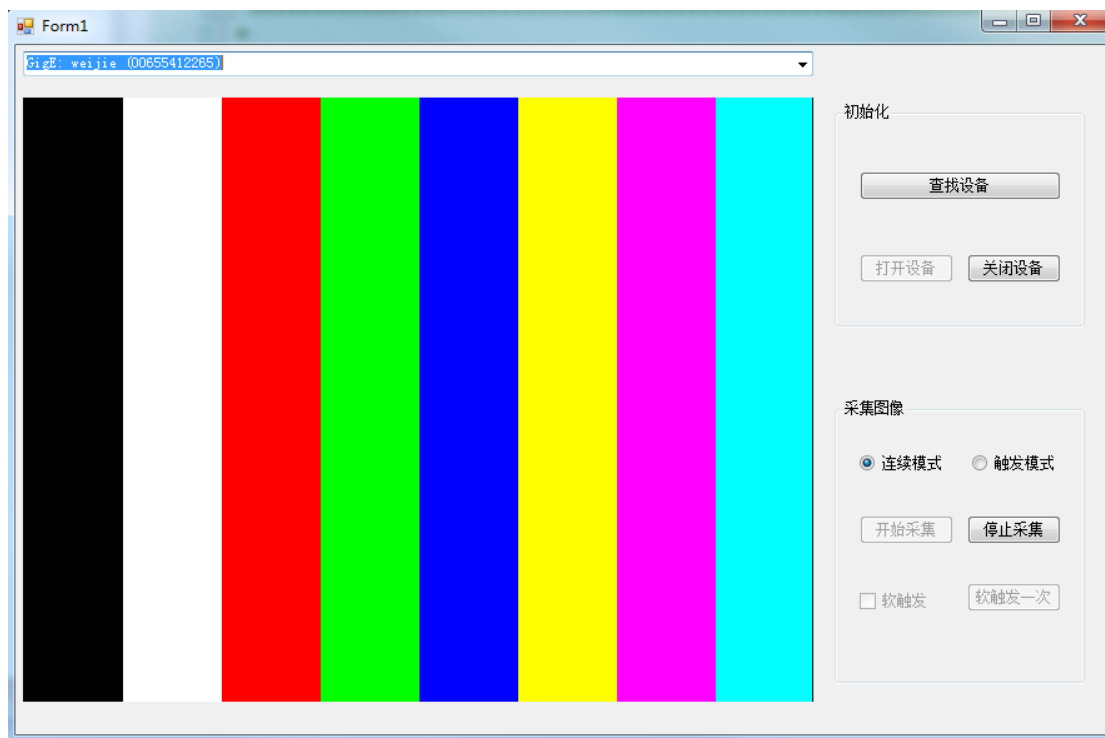 Form1
GigE: weijie (00655412265)
初始化
查找设备
打开设备 关闭设备
采集图像
连续模式 触发模式
开始采集 停止采集
软触发 软触发一次